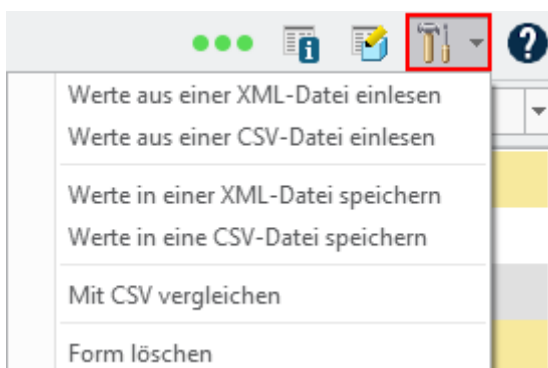 Werte aus einer XML-Datei einlesen
Werte aus einer CSV-Datei einlesen
Werte in einer XML-Datei speichern
Werte in eine CSV-Datei speichern
Mit CSV vergleichen
Form löschen